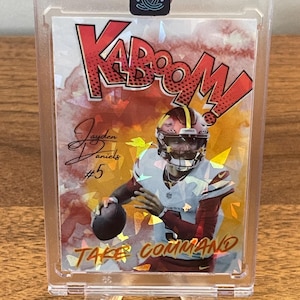 KABOOM!
Jayden
Daniels
#5
TAKE COMMAND